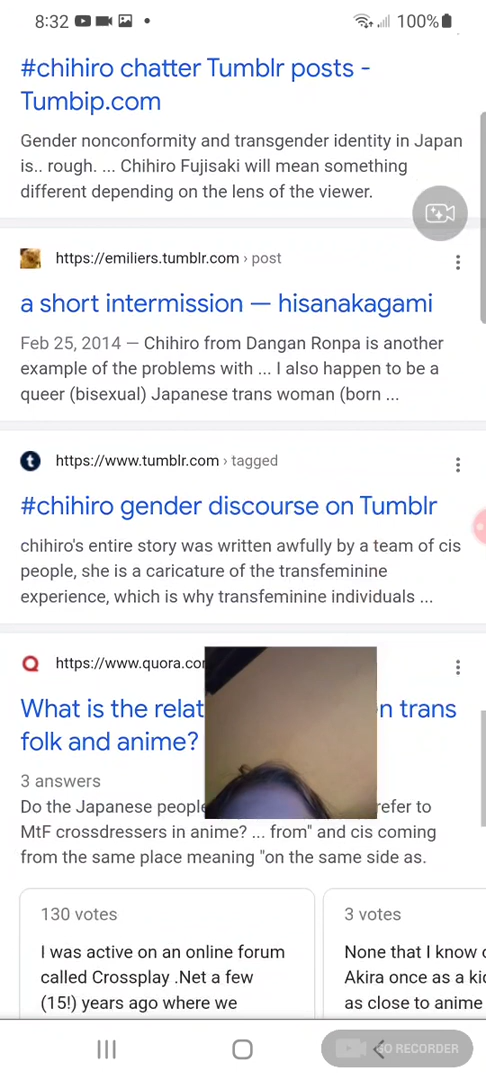 8:32
100%
#chihiro chatter Tumblr posts -
Tumbip.com
Gender nonconformity and transgender identity in Japan
is.. rough. ... Chihiro Fujisaki will mean something
different depending on the lens of the viewer.
https://emiliers.tumblr.com › post
a short intermission — hisanakagami
Feb 25, 2014 — Chihiro from Dangan Ronpa is another
example of the problems with ... I also happen to be a
queer (bisexual) Japanese trans woman (born ...
https://www.tumblr.com › tagged
#chihiro gender discourse on Tumblr
chihiro's entire story was written awfully by a team of cis
people, she is a caricature of the transfeminine
experience, which is why transfeminine individuals ...
https://www.quora.co
What is the relat n trans
folk and anime?
3 answers
Do the Japanese people refer to
MtF crossdressers in anime? ... from" and cis coming
from the same place meaning "on the same side as.
130 votes
I was active on an online forum
called Crossplay .Net a few
(15!) years ago where we
3 votes
None that I know
Akira once as a kid
as close to anime
GO RECORDER